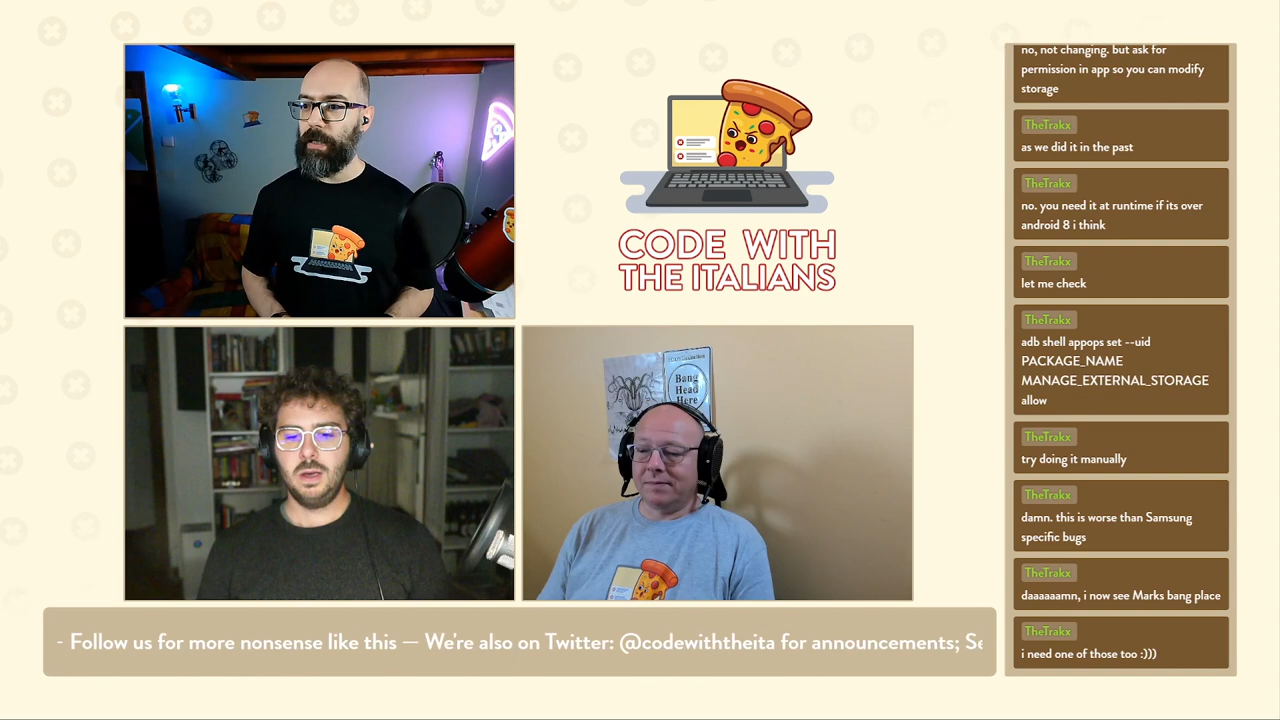 CODE WITH
THE ITALIANS
Bang
Head
Here
- Follow us for more nonsense like this — We're also on Twitter: @codewiththeita for announcements; Se
no, not changing. but ask for
permission in app so you can modify
storage
TheTrakx
as we did it in the past
TheTrakx
no. you need it at runtime if its over
android 8 i think
TheTrakx
let me check
TheTrakx
adb shell appops set --uid
PACKAGE_NAME
MANAGE_EXTERNAL_STORAGE
allow
TheTrakx
try doing it manually
TheTrakx
damn. this is worse than Samsung
specific bugs
TheTrakx
daaaaaamn, i now see Marks bang place
TheTrakx
i need one of those too :)))